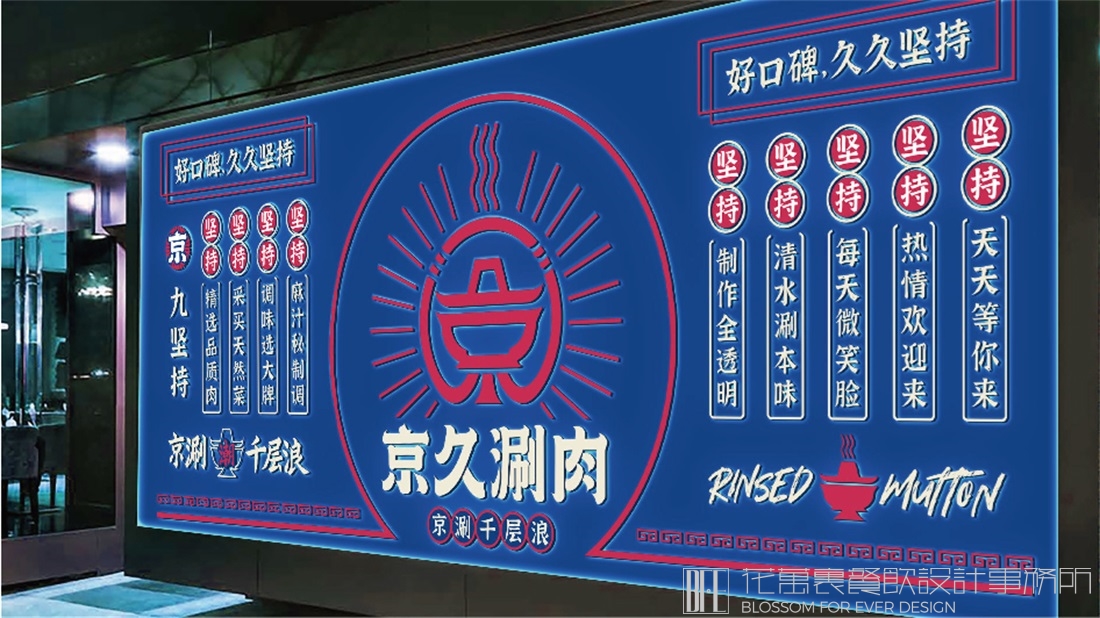 好口碑,久久坚持
京
九坚持
坚持
精选品质肉
坚持
采买天然菜
坚持
调味选大牌
坚持
麻汁秘制调
京涮
涮
千层浪
京
京久涮肉
京涮千层浪
好口碑,久久坚持
坚持
制作全透明
坚持
清水涮本味
坚持
每天微笑脸
坚持
热情欢迎来
坚持
天天等你来
RINSED MUTTON
花萬裏餐飲設計事務所
BLOSSOM FOR EVER DESIGN